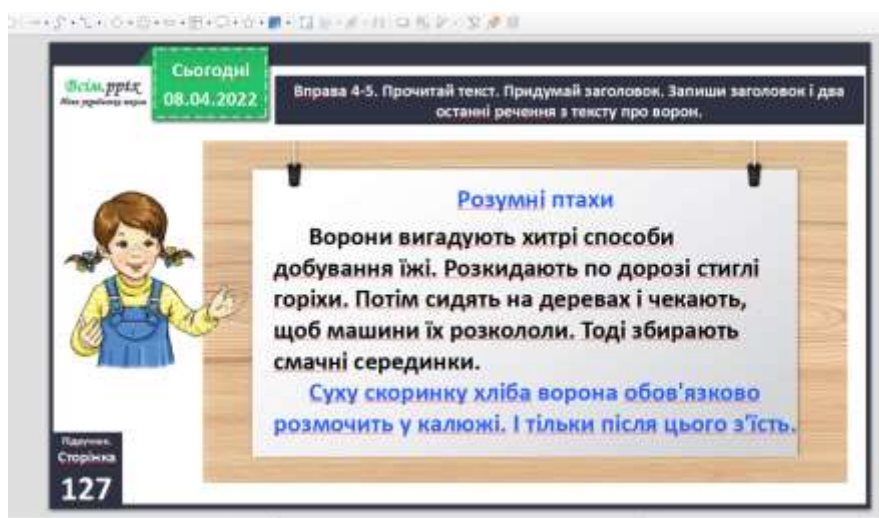 Всім.pptx
Сьогодні
08.04.2022
Вправа 4-5. Прочитай текст. Придумай заголовок. Запиши заголовок і два
останні речення з тексту про ворон.
Розумні птахи
Ворони вигадують хитрі способи
добування їжі. Розкидають по дорозі стиглі
горіхи. Потім сидять на деревах і чекають,
щоб машини їх розкололи. Тоді збирають
смачні серединки.
Суху скоринку хліба ворона обов'язково
розмочить у калюжі. І тільки після цього з'їсть.
Підручник.
Сторінка
127